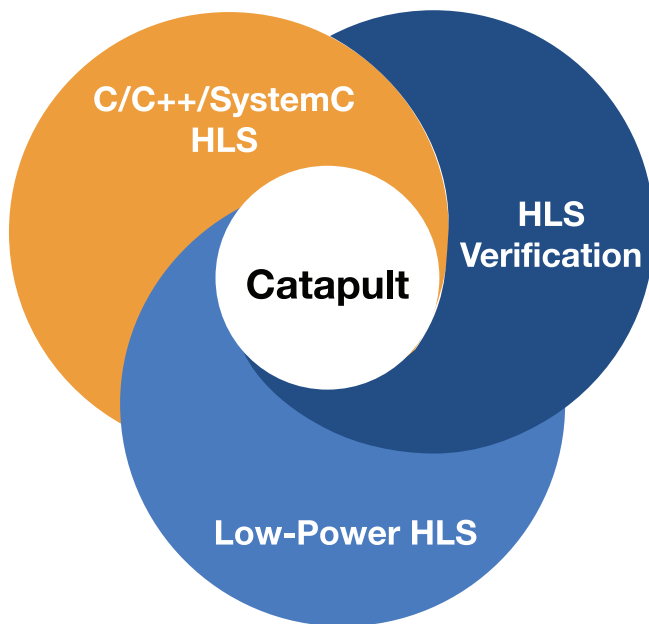 C/C++/SystemC
HLS
HLS
Verification
Catapult
Low-Power HLS